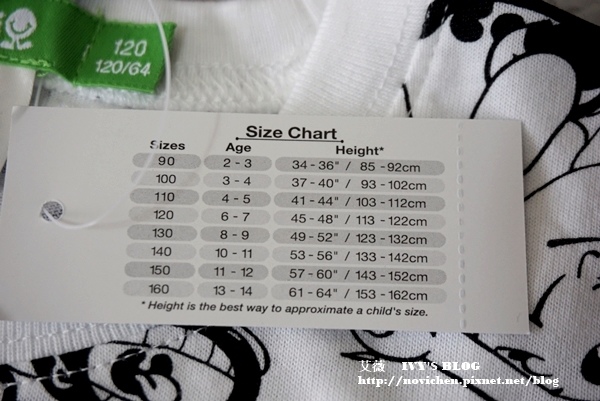 120
120/64
Size Chart
Sizes Age Height*
90 2 - 3 34 - 36" / 85 - 92cm
100 3 - 4 37 - 40" / 93 - 102cm
110 4 - 5 41 - 44" / 103 - 112cm
120 6 - 7 45 - 48" / 113 - 122cm
130 8 - 9 49 - 52" / 123 - 132cm
140 10 - 11 53 - 56" / 133 - 142cm
150 11 - 12 57 - 60" / 143 - 152cm
160 13 - 14 61 - 64" / 153 - 162cm
* Height is the best way to approximate a child's size.
艾薇 IVY'S BLOG
http://novichen.pixnet.net/blog